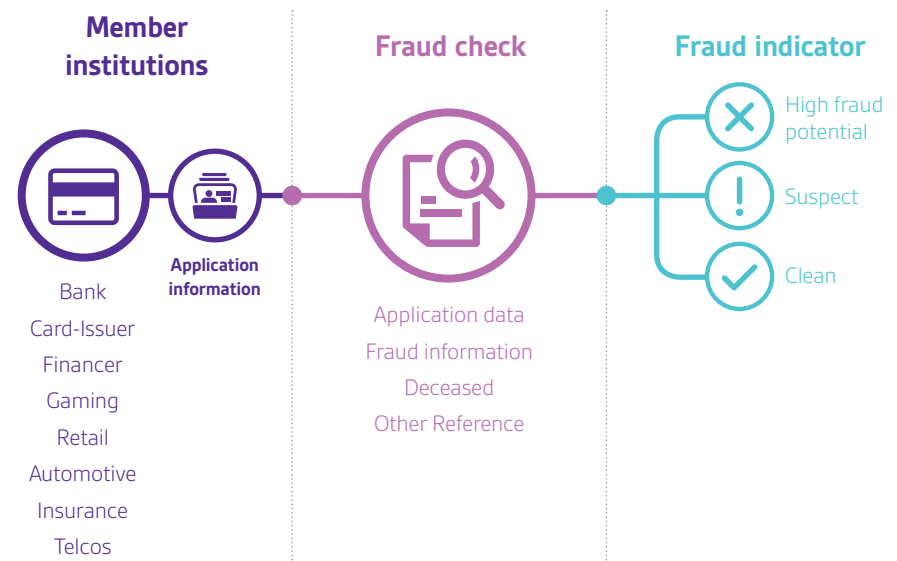 Member
institutions
Fraud check
Fraud indicator
Application
information
Bank
Card-Issuer
Financer
Gaming
Retail
Automotive
Insurance
Telcos
Application data
Fraud information
Deceased
Other Reference
High fraud
potential
Suspect
Clean